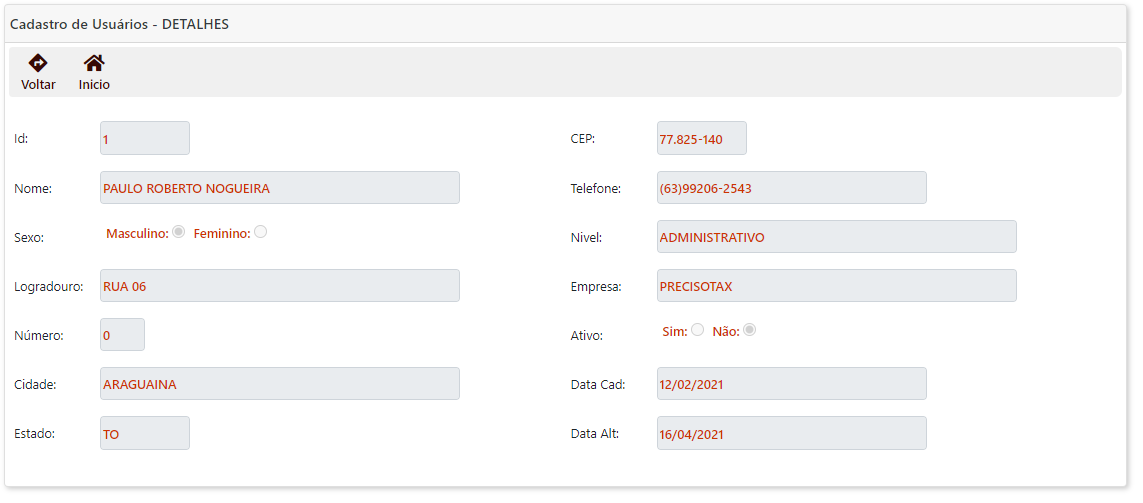 Cadastro de Usuários - DETALHES
Voltar Inicio
Id: 1
Nome: PAULO ROBERTO NOGUEIRA
Sexo: Masculino: Feminino:
Logradouro: RUA 06
Número: 0
Cidade: ARAGUAINA
Estado: TO
CEP: 77.825-140
Telefone: (63)99206-2543
Nivel: ADMINISTRATIVO
Empresa: PRECISOTAX
Ativo: Sim: Não:
Data Cad: 12/02/2021
Data Alt: 16/04/2021